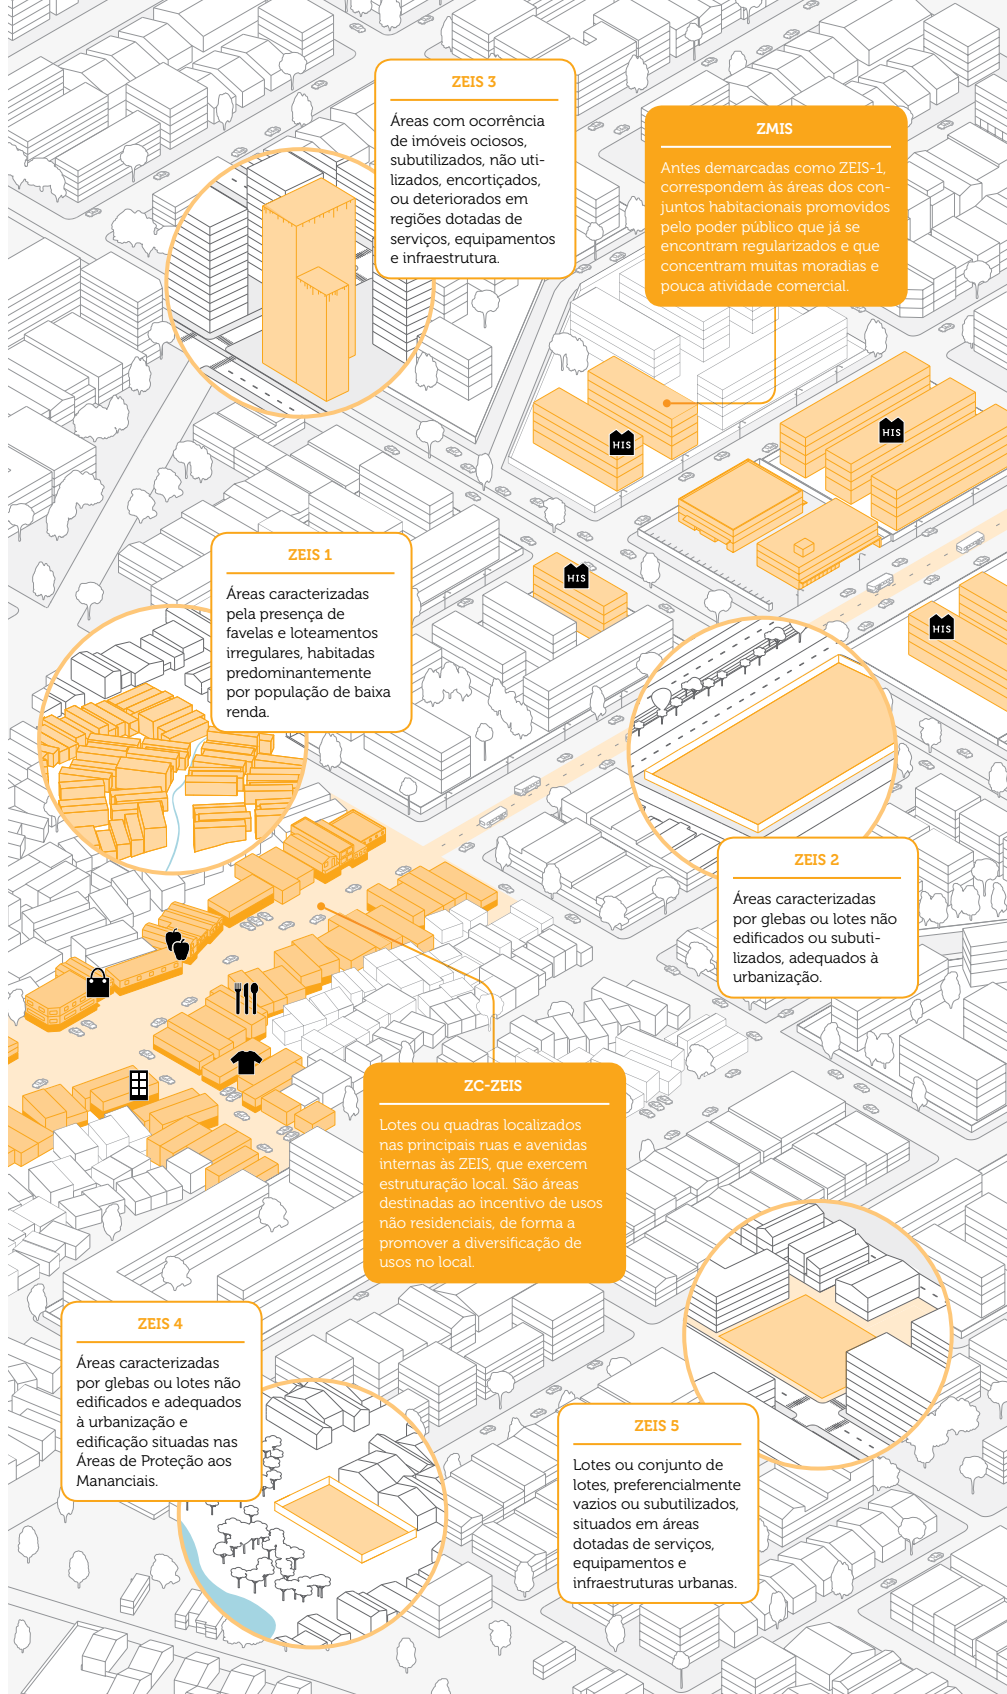 ZEIS 3
Áreas com ocorrência
de imóveis ociosos,
subutilizados, não uti-
lizados, encortiçados,
ou deteriorados em
regiões dotadas de
serviços, equipamentos
e infraestrutura.
ZMIS
Antes demarcadas como ZEIS-1,
correspondem às áreas dos con-
juntos habitacionais promovidos
pelo poder público que já se
encontram regularizados e que
concentram muitas moradias e
pouca atividade comercial.
HIS
HIS
HIS
HIS
ZEIS 1
Áreas caracterizadas
pela presença de
favelas e loteamentos
irregulares, habitadas
predominantemente
por população de baixa
renda.
ZEIS 2
Áreas caracterizadas
por glebas ou lotes não
edificados ou subuti-
lizados, adequados à
urbanização.
ZC-ZEIS
Lotes ou quadras localizados
nas principais ruas e avenidas
internas às ZEIS, que exercem
estruturação local. São áreas
destinadas ao incentivo de usos
não residenciais, de forma a
promover a diversificação de
usos no local.
ZEIS 4
Áreas caracterizadas
por glebas ou lotes não
edificados e adequados
à urbanização e
edificação situadas nas
Áreas de Proteção aos
Mananciais.
ZEIS 5
Lotes ou conjunto de
lotes, preferencialmente
vazios ou subutilizados,
situados em áreas
dotadas de serviços,
equipamentos e
infraestruturas urbanas.